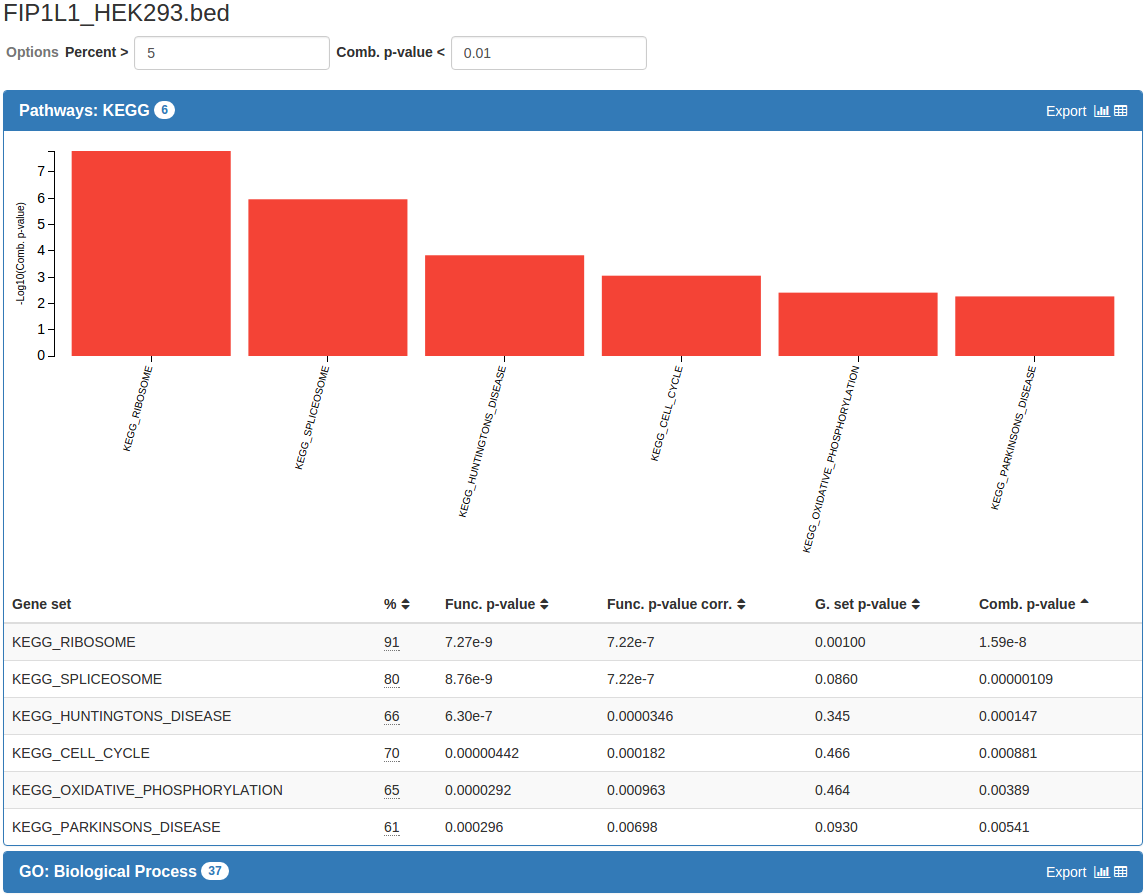 FIP1L1_HEK293.bed
Options Percent > 5 Comb. p-value < 0.01
Pathways: KEGG 6 Export
7
6
5
4
3
2
1
0
-Log10(Comb. p-value)
KEGG_RIBOSOME
KEGG_SPLICEOSOME
KEGG_HUNTINGTONS_DISEASE
KEGG_CELL_CYCLE
KEGG_OXIDATIVE_PHOSPHORYLATION
KEGG_PARKINSONS_DISEASE
Gene set % Func. p-value Func. p-value corr. G. set p-value Comb. p-value
KEGG_RIBOSOME 91 7.27e-9 7.22e-7 0.00100 1.59e-8
KEGG_SPLICEOSOME 80 8.76e-9 7.22e-7 0.0860 0.00000109
KEGG_HUNTINGTONS_DISEASE 66 6.30e-7 0.0000346 0.345 0.000147
KEGG_CELL_CYCLE 70 0.00000442 0.000182 0.466 0.000881
KEGG_OXIDATIVE_PHOSPHORYLATION 65 0.0000292 0.000963 0.464 0.00389
KEGG_PARKINSONS_DISEASE 61 0.000296 0.00698 0.0930 0.00541
GO: Biological Process 37 Export